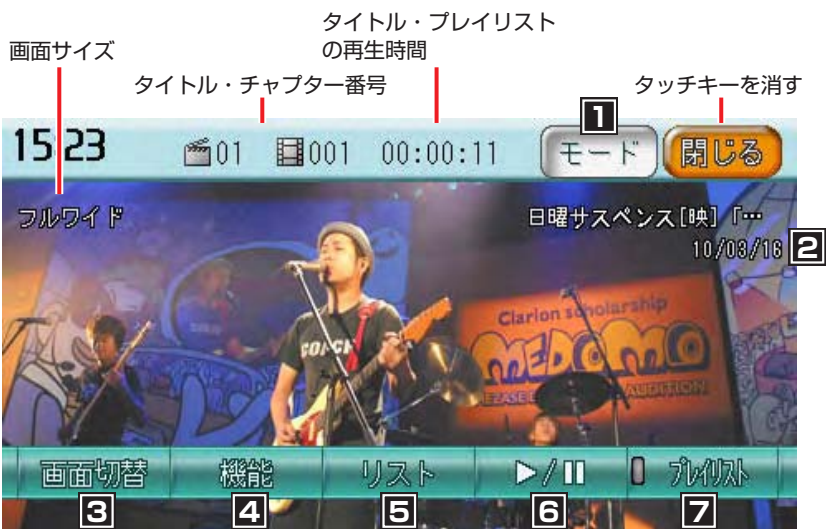 タイトル・プレイリスト
の再生時間
画面サイズ
タイトル・チャプター番号
タッチキーを消す
1
15:23
01
001
00:00:11
モード
閉じる
フルワイド
日曜サスペンス[映]「…
10/03/16
2
Clarion scholarship
MEDOMO
AUDITION
COACH
画面切替
機能
リスト
▷/II
プレイリスト
3
4
5
6
7